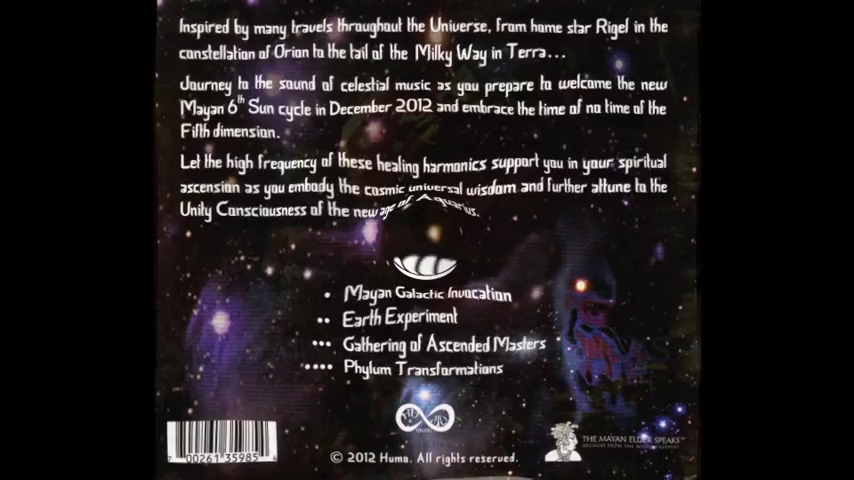 Inspired by many travels throughout the Universe, from home star Rigel in the
constellation of Orion to the tail of the Milky Way in Terra...
Journey to the sound of celestial music as you prepare to welcome the new
Mayan 6th Sun cycle in December 2012 and embrace the time of no time of the
Fifth dimension.
Let the high frequency of these healing harmonics support you in your spiritual
ascension as you embody the cosmic universal wisdom and further attune to the
Unity Consciousness of the new age of Aquarius.
• Mayan Galactic Invocation
•• Earth Experiment
••• Gathering of Ascended Masters
•••• Phylum Transformations
THE MAYAN ELDER SPEAKS™
00261 35985
© 2012 Huma. All rights reserved.